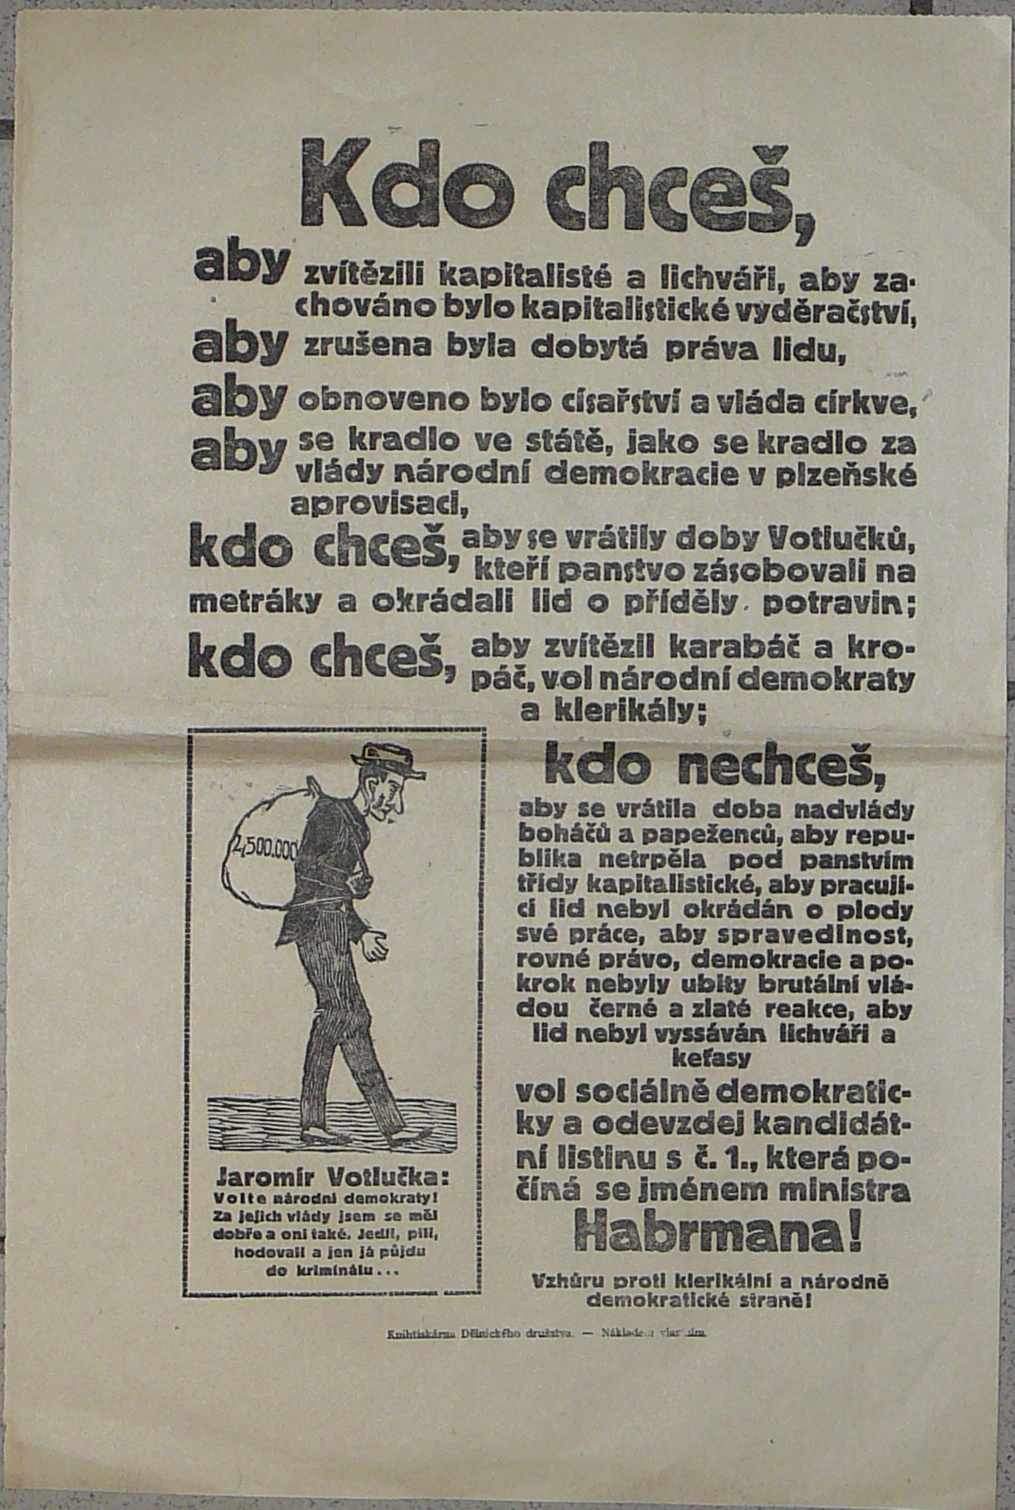 Kdo chceš,
aby zvítězili kapitalisté a lichváři, aby za-
chováno bylo kapitalistické vyděračství,
aby zrušena byla dobytá práva lidu,
aby obnoveno bylo císařství a vláda církve,
aby se kradlo ve státě, jako se kradlo za
vlády národní demokracie v plzeňské
aprovisaci,
kdo chceš, aby se vrátily doby Votlučků,
kteří panstvo zásobovali na
metráky a okrádali lid o příděly potravin;
kdo chceš, aby zvítězil karabáč a kro-
páč, vol národní demokraty
a klerikály;
2,500.000
Jaromír Votlučka:
Volte národní demokraty!
Za jejich vlády jsem se měl
dobře a oni také. Jedli, pili,
hodovali a jen já půjdu
do kriminálu...
kdo nechceš,
aby se vrátila doba nadvlády
boháčů a papeženců, aby repu-
blika netrpěla pod panstvím
třídy kapitalistické, aby pracují-
cí lid nebyl okrádán o plody
své práce, aby spravedlnost,
rovné právo, demokracie a po-
krok nebyly ubity brutální vlá-
dou černé a zlaté reakce, aby
lid nebyl vyssáván lichváři a
keťasy
vol sociálně demokratic-
ky a odevzdej kandidát-
ní listinu s č. 1., která po-
číná se jménem ministra
Habrmana!
Vzhůru proti klerikální a národně
demokratické straně!
Knihtiskárna Dělnického družstva. — Nákladem vlastním.